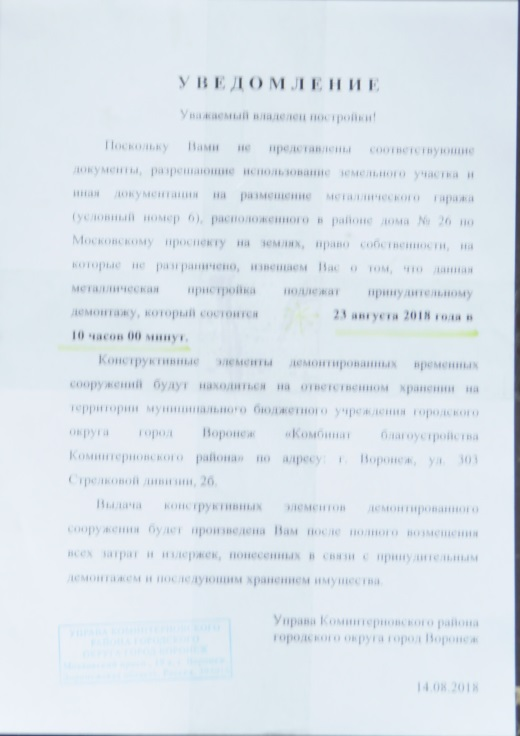 УВЕДОМЛЕНИЕ
Уважаемый владелец постройки!
Поскольку Вами не представлены соответствующие
документы, разрешающие использование земельного участка и
иная документация на размещение металлического гаража
(условный номер 6), расположенного в районе дома № 26 по
Московскому проспекту на землях, право собственности, на
которые не разграничено, извещаем Вас о том, что данная
металлическая пристройка подлежат принудительному
демонтажу, который состоится 23 августа 2018 года в
10 часов 00 минут.
Конструктивные элементы демонтированных временных
сооружений будут находиться на ответственном хранении на
территории муниципального бюджетного учреждения городского
округа город Воронеж «Комбинат благоустройства
Коминтерновского района» по адресу: г. Воронеж, ул. 303
Стрелковой дивизии, 2б.
Выдача конструктивных элементов демонтированного
сооружения будет произведена Вам после полного возмещения
всех затрат и издержек, понесенных в связи с принудительным
демонтажем и последующим хранением имущества.
Управа Коминтерновского района
городского округа город Воронеж
УПРАВА КОМИНТЕРНОВСКОГО
РАЙОНА ГОРОДСКОГО
14.08.2018